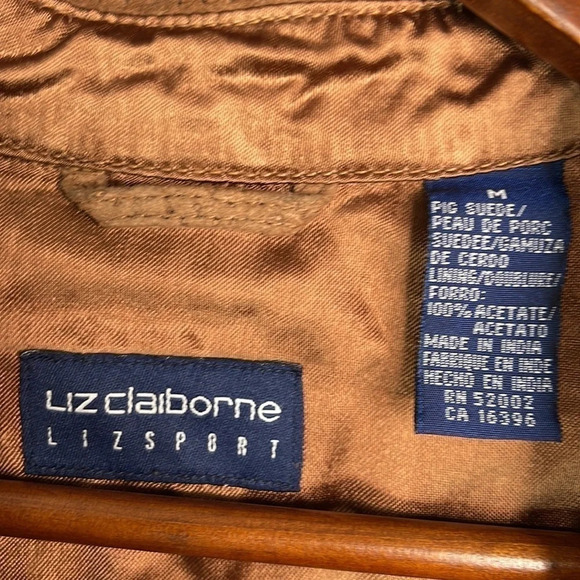 Liz claiborne
LIZSPORT
M
PIG SUEDE/
PEAU DE PORC
SUEDEE/GAMUZA
DE CERDO
LINING/DOUBLURE/
FORRO:
100% ACETATE/
ACETATO
MADE IN INDIA
FABRIQUE EN INDE
HECHO EN INDIA
RN 52002
CA 16396